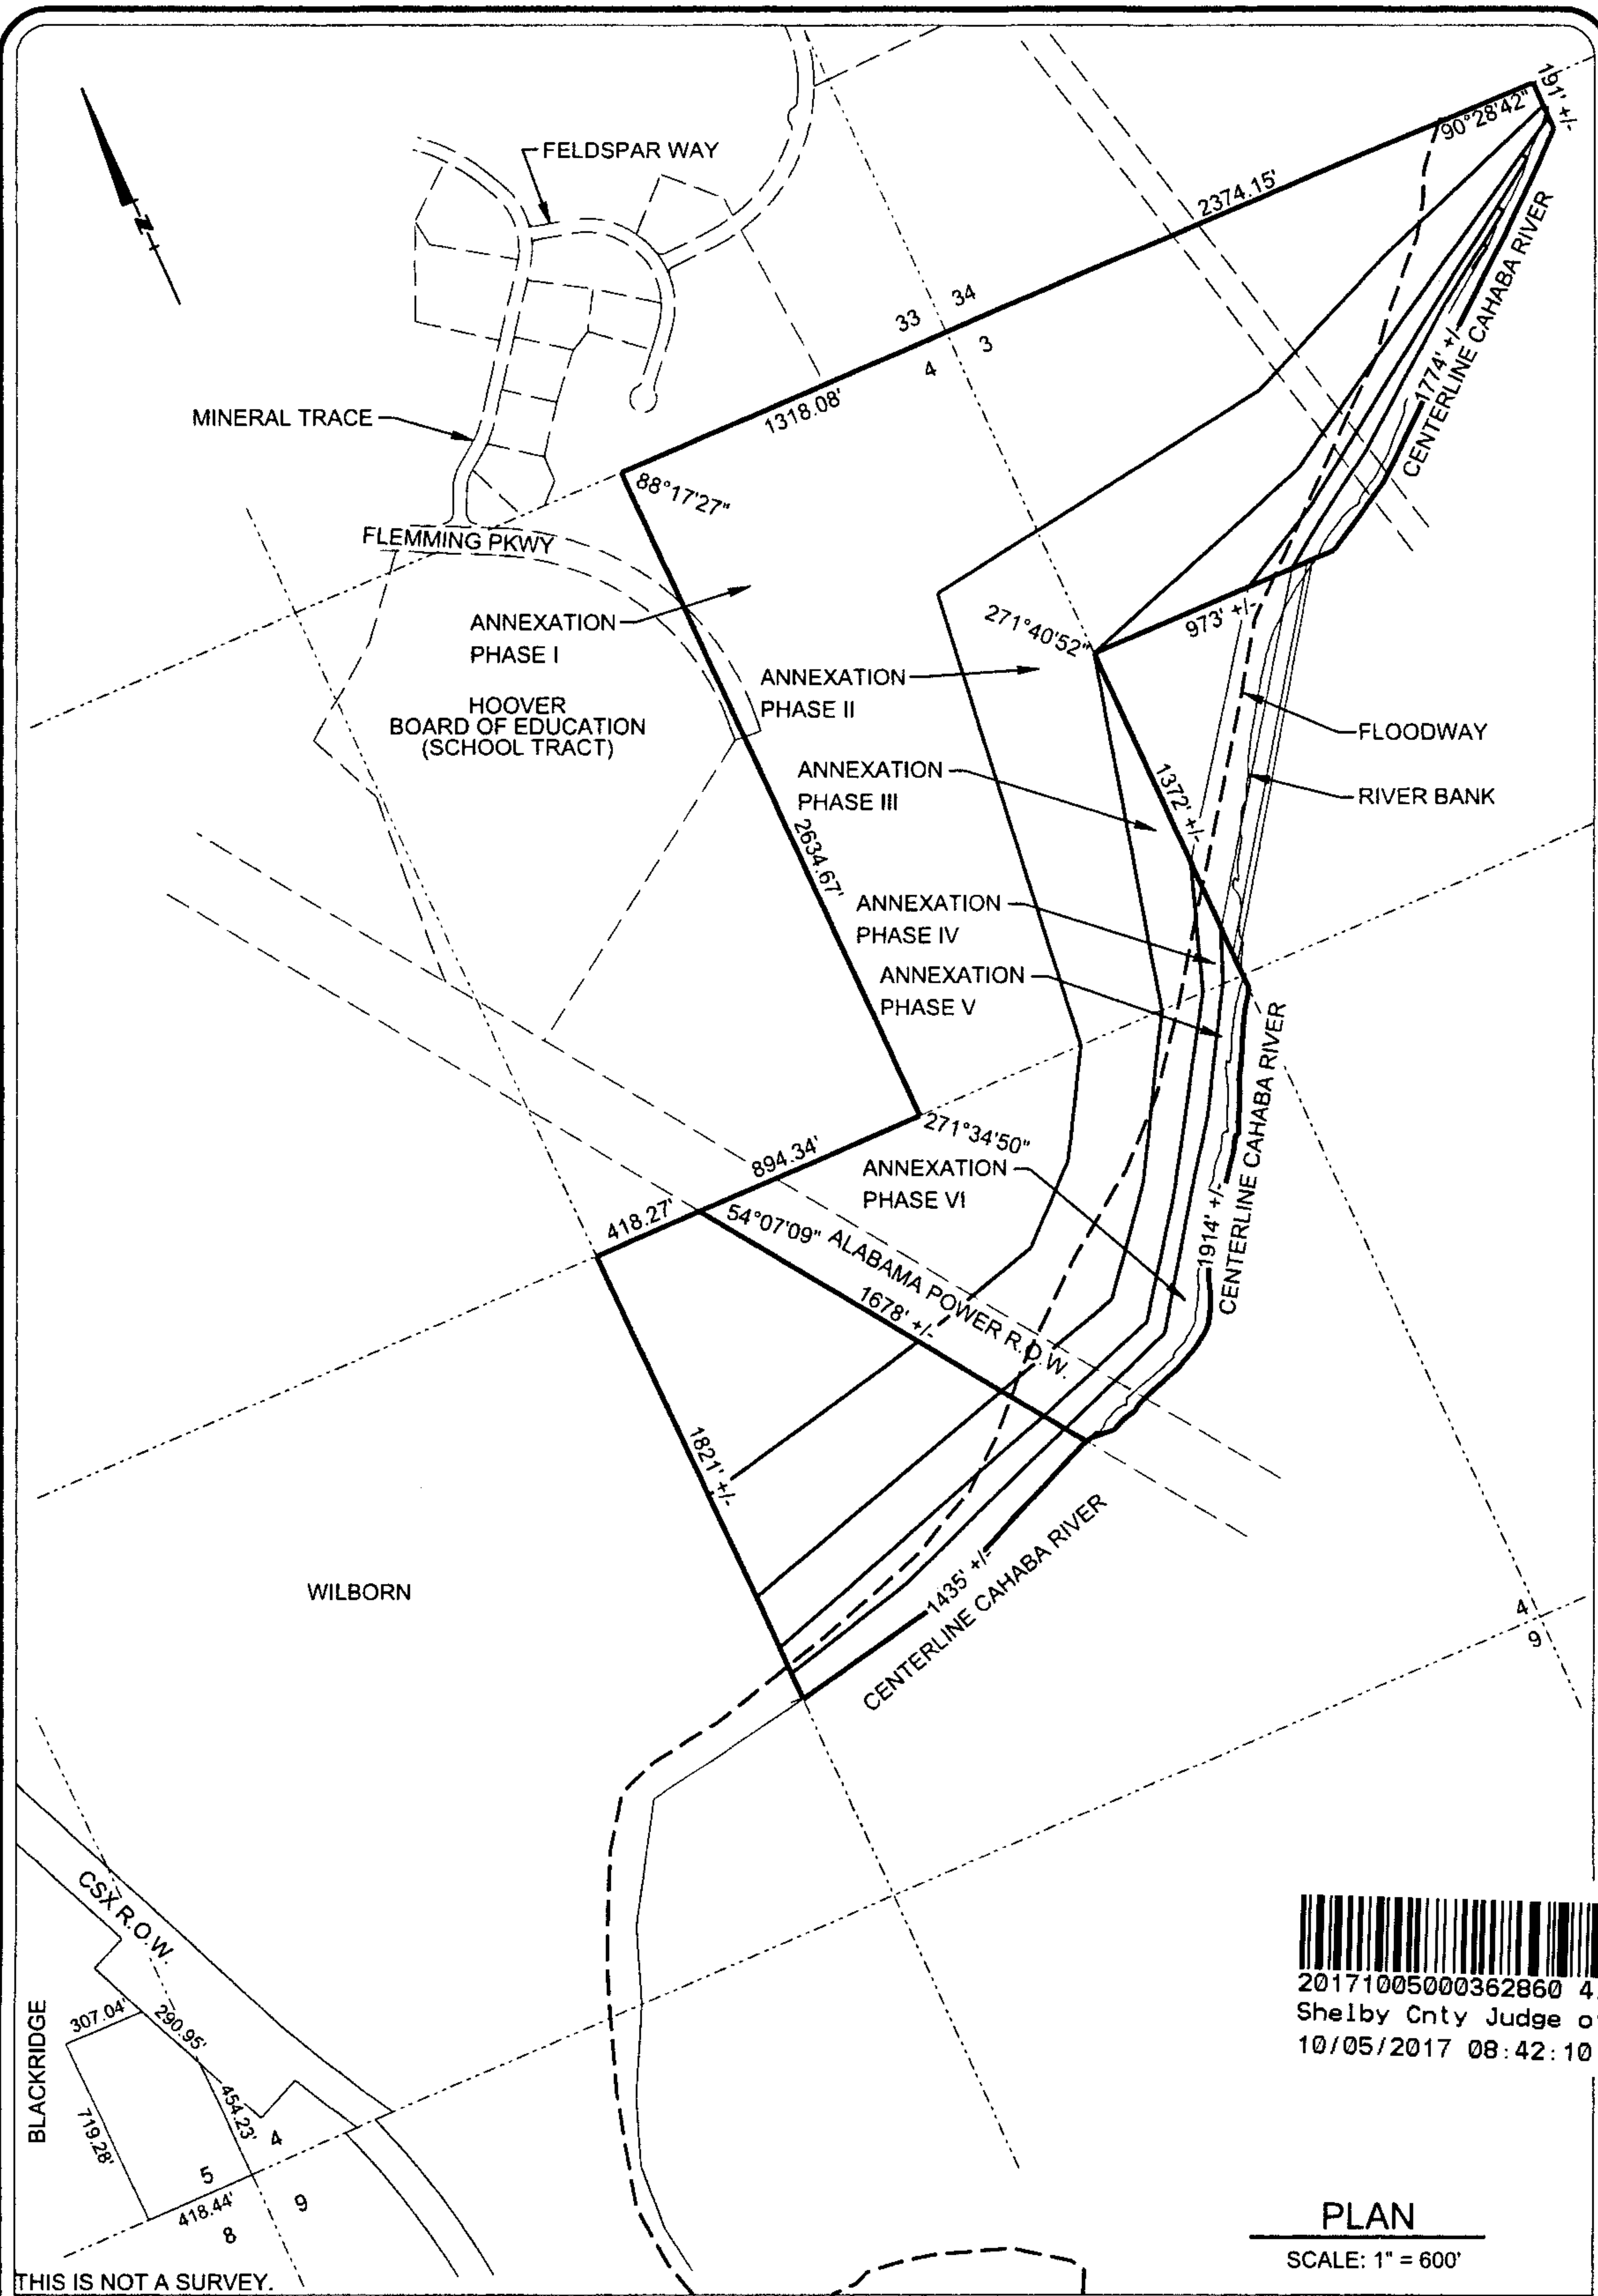 191' +/-
90°28'42"
FELDSPAR WAY
2374.15'
N
CENTERLINE CAHABA RIVER
1774' +/-
33
34
4
3
1318.08'
MINERAL TRACE
88°17'27"
FLEMMING PKWY
ANNEXATION
PHASE I
271°40'52"
973' +/-
ANNEXATION
PHASE II
HOOVER
BOARD OF EDUCATION
(SCHOOL TRACT)
FLOODWAY
ANNEXATION
PHASE III
1372' +/-
RIVER BANK
2634.67'
ANNEXATION
PHASE IV
ANNEXATION
PHASE V
271°34'50"
894.34'
ANNEXATION
PHASE VI
CENTERLINE CAHABA RIVER
1914' +/-
418.27'
54°07'09"
ALABAMA POWER R.O.W.
1678' +/-
1821' +/-
WILBORN
1435' +/-
CENTERLINE CAHABA RIVER
4
9
CSX R.O.W.
BLACKRIDGE
307.04'
290.95'
454.23'
719.28'
4
5
9
418.44'
8
20171005000362860 4
Shelby Cnty Judge o
10/05/2017 08:42:10
PLAN
SCALE: 1" = 600'
THIS IS NOT A SURVEY.